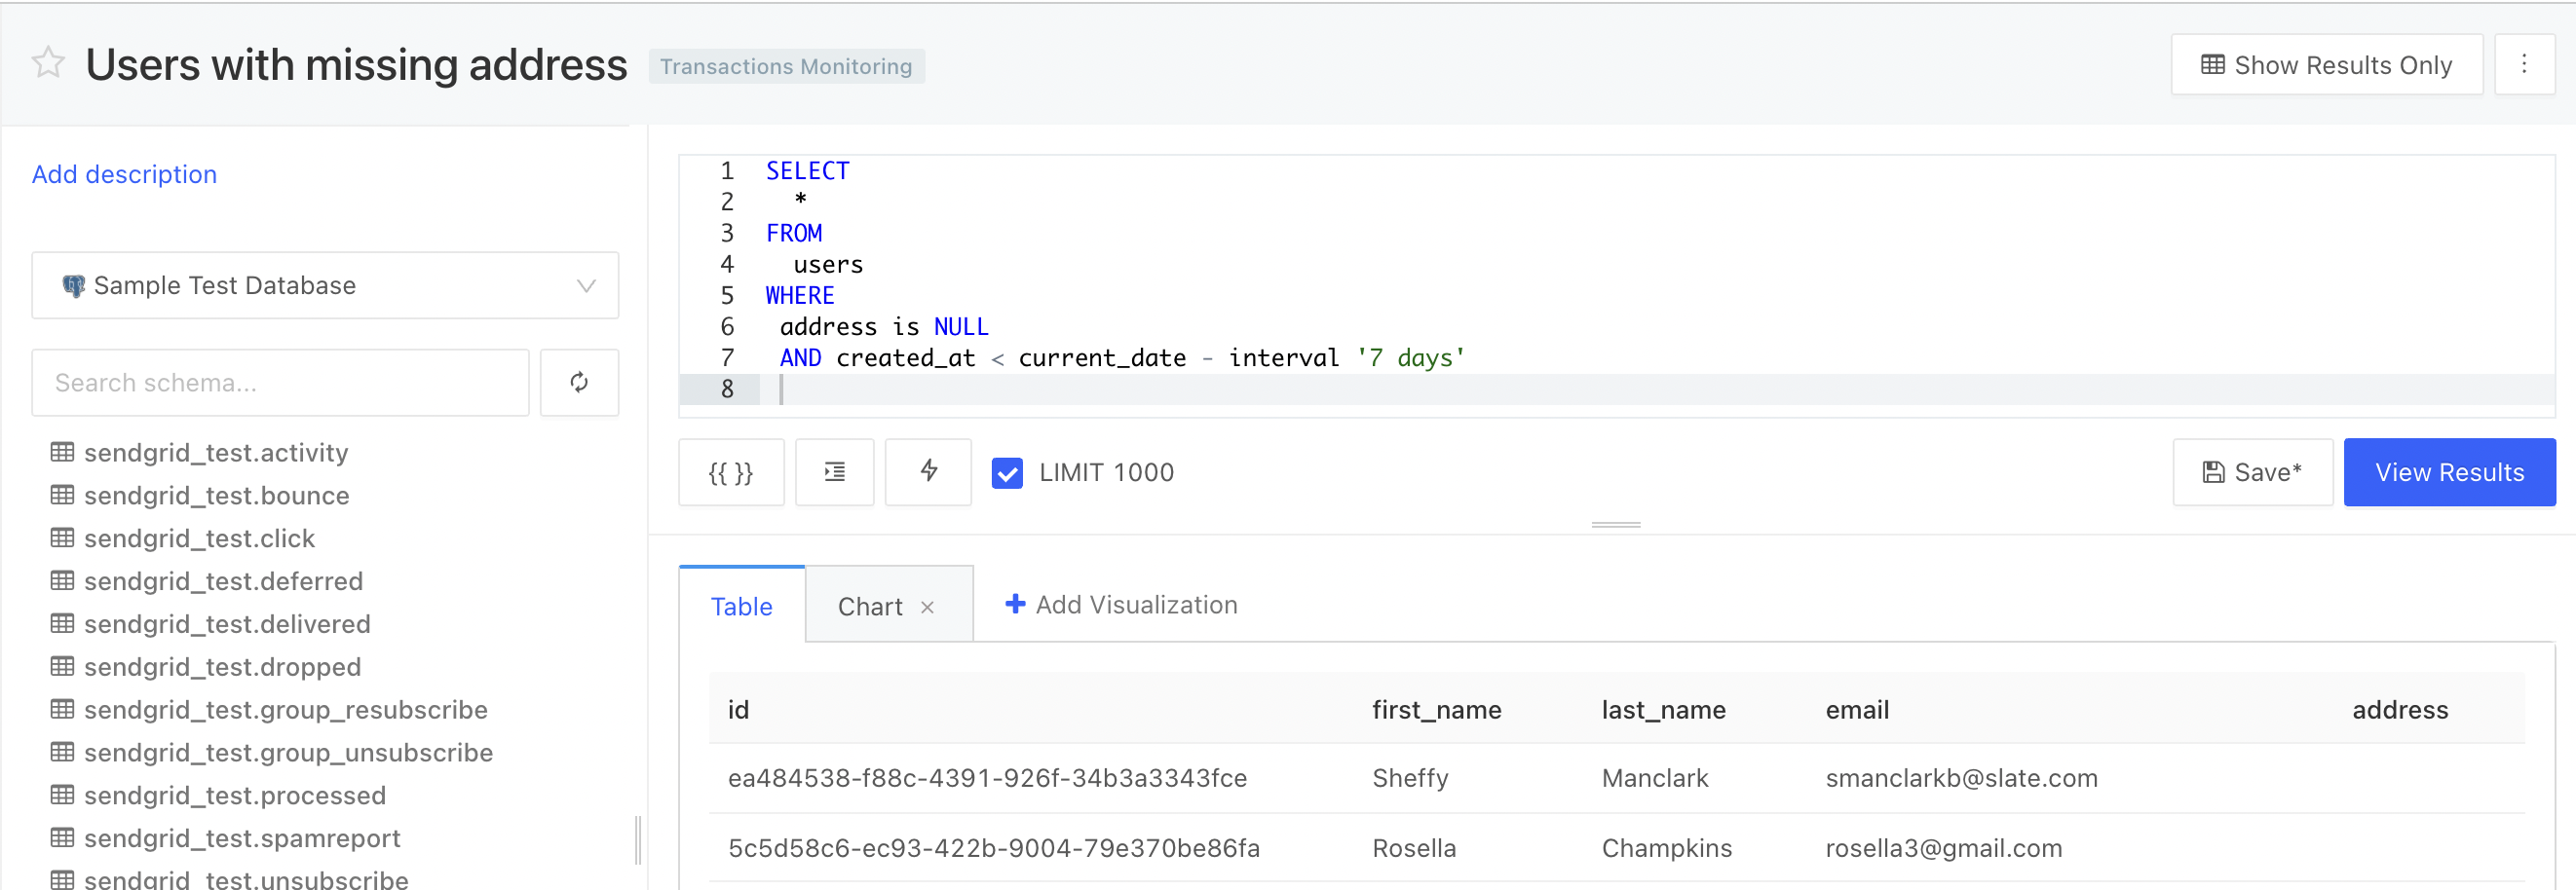 Users with missing address Transactions Monitoring Show Results Only
Add description
Sample Test Database
Search schema...
sendgrid_test.activity
sendgrid_test.bounce
sendgrid_test.click
sendgrid_test.deferred
sendgrid_test.delivered
sendgrid_test.dropped
sendgrid_test.group_resubscribe
sendgrid_test.group_unsubscribe
sendgrid_test.processed
sendgrid_test.spamreport
sendgrid_test.unsubscribe
1 SELECT
2 *
3 FROM
4 users
5 WHERE
6 address is NULL
7 AND created_at < current_date - interval '7 days'
8
{{ }} LIMIT 1000 Save* View Results
Table Chart × + Add Visualization
id first_name last_name email address
ea484538-f88c-4391-926f-34b3a3343fce Sheffy Manclark smanclarkb@slate.com
5c5d58c6-ec93-422b-9004-79e370be86fa Rosella Champkins rosella3@gmail.com